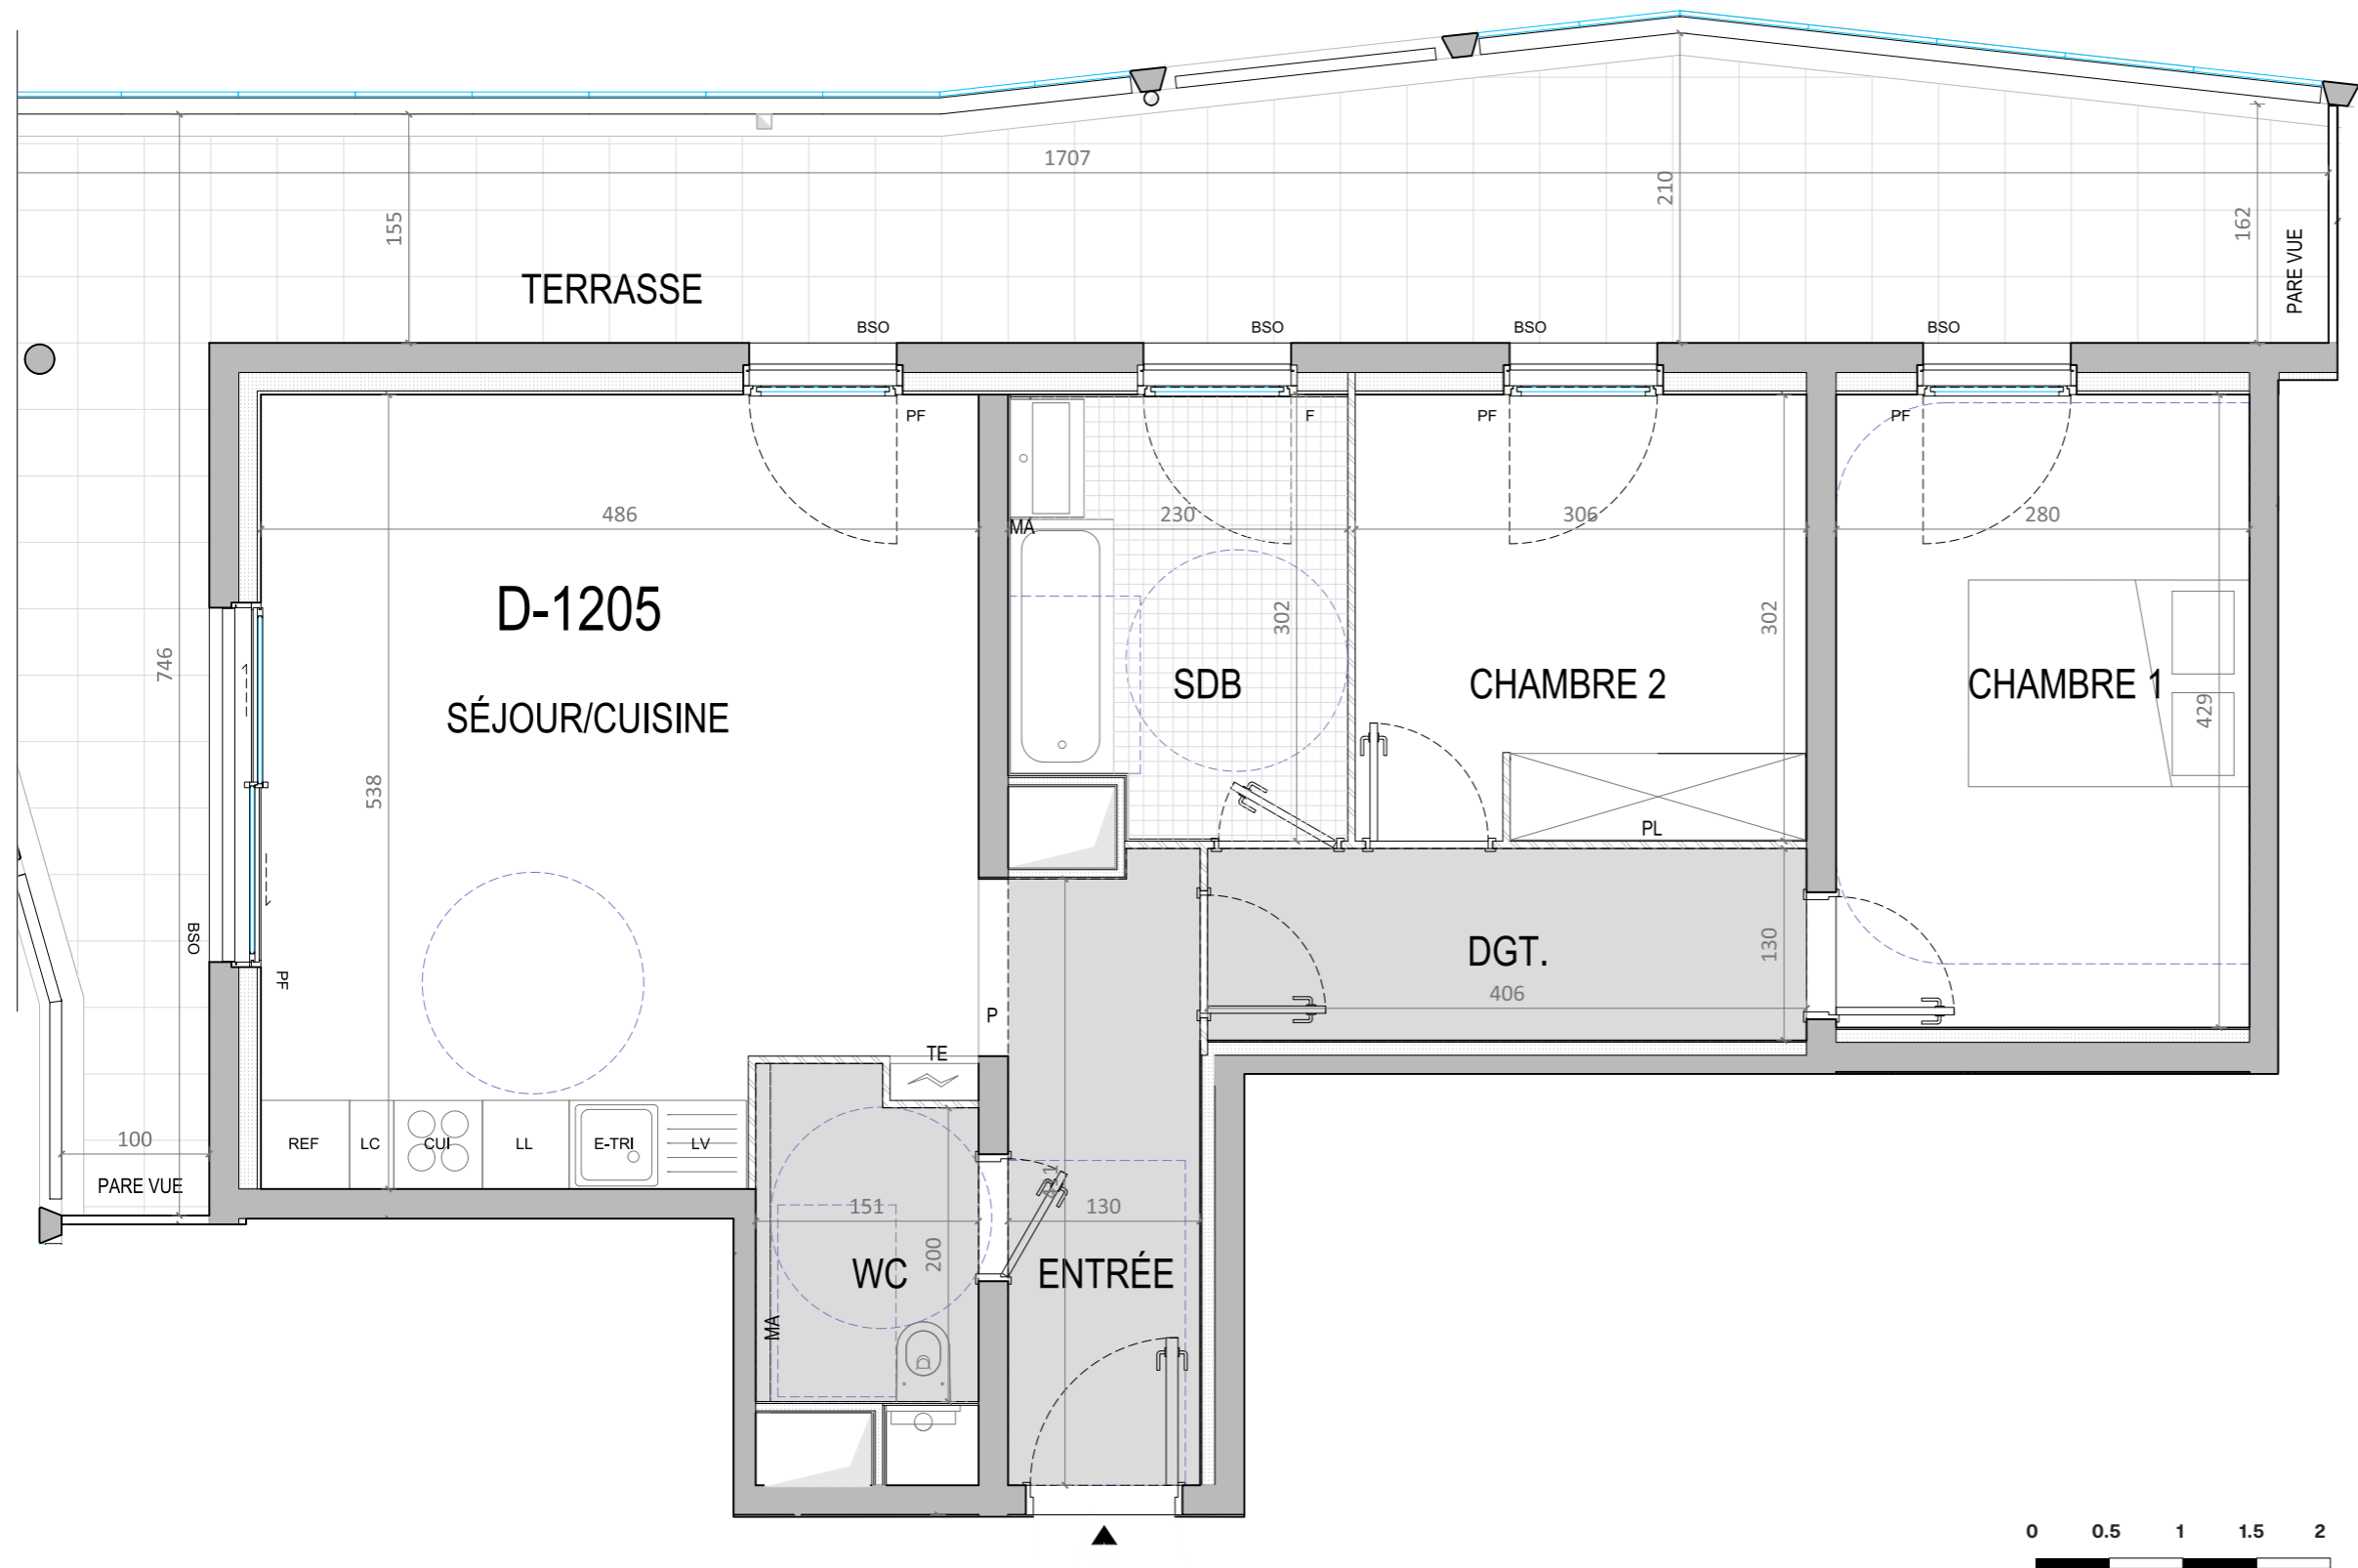 1707
155
210
162
PARE VUE
TERRASSE
BSO
BSO
BSO
BSO
PF
F
PF
PF
486
MA
230
306
280
D-1205
746
302
302
SÉJOUR/CUISINE
SDB
CHAMBRE 2
CHAMBRE 1
429
538
PL
BSO
PF
DGT.
130
406
P
TE
100
REF
LC
CUI
LL
E-TRI
LV
PARE VUE
151
130
200
WC
ENTRÉE
MA
0 0.5 1 1.5 2